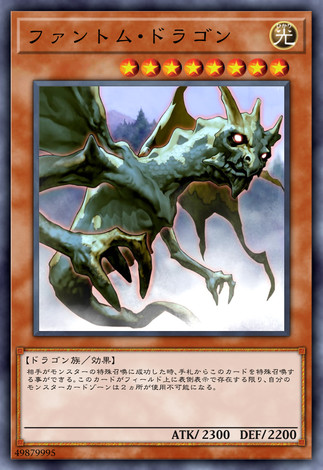 ファントム・ドラゴン
光
【ドラゴン族／効果】
相手がモンスターの特殊召喚に成功した時、手札からこのカードを特殊召喚す
る事ができる。このカードがフィールド上に表側表示で存在する限り、自分の
モンスターカードゾーンは２ヵ所が使用不可能になる。
ATK/ 2300 DEF/ 2200
49879995